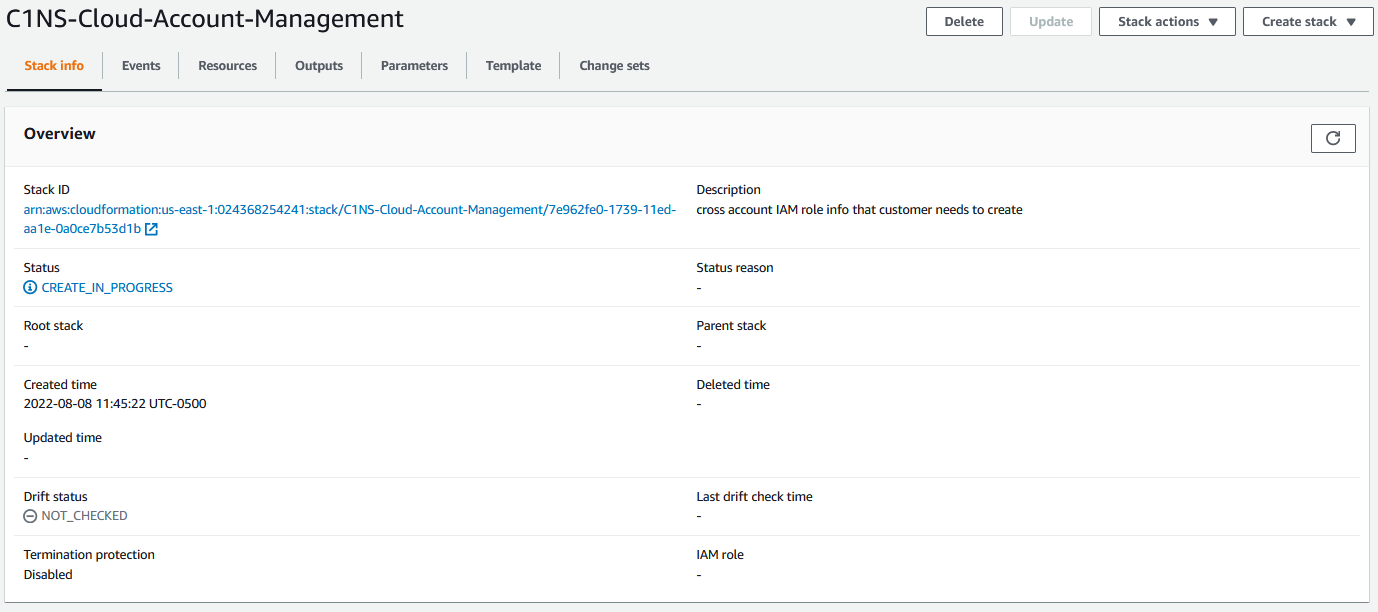 C1NS-Cloud-Account-Management
Delete
Update
Stack actions
Create stack
Stack info
Events
Resources
Outputs
Parameters
Template
Change sets
Overview
Stack ID
arn:aws:cloudformation:us-east-1:024368254241:stack/C1NS-Cloud-Account-Management/7e962fe0-1739-11ed-
aa1e-0a0ce7b53d1b
Description
cross account IAM role info that customer needs to create
Status
CREATE_IN_PROGRESS
Status reason
-
Root stack
-
Parent stack
-
Created time
2022-08-08 11:45:22 UTC-0500
Deleted time
-
Updated time
-
Drift status
NOT_CHECKED
Last drift check time
-
Termination protection
Disabled
IAM role
-